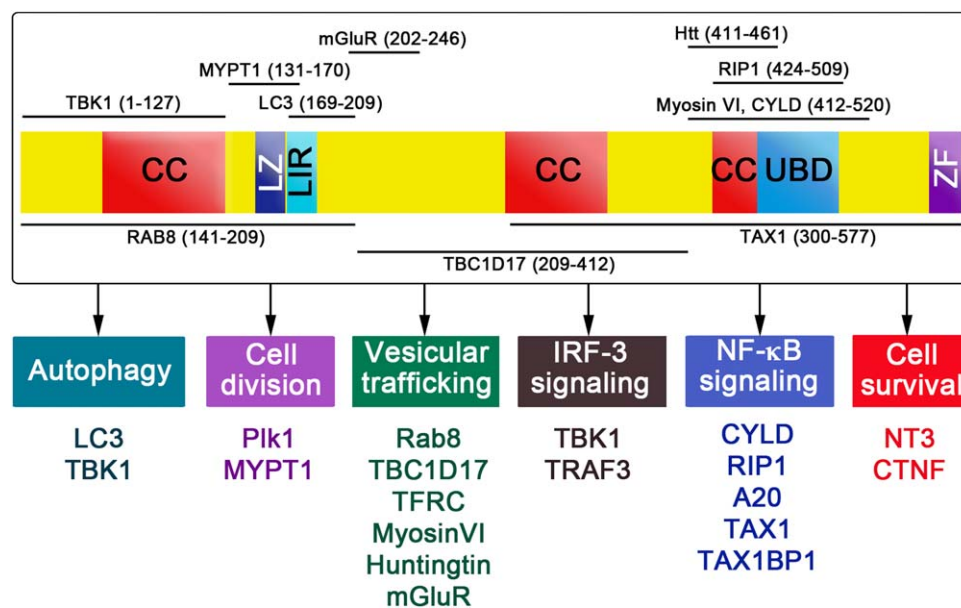 mGluR (202-246)
Htt (411-461)
MYPT1 (131-170)
RIP1 (424-509)
TBK1 (1-127)
LC3 (169-209)
Myosin VI, CYLD (412-520)
CC
LZ
LIR
CC
CC
UBD
ZF
RAB8 (141-209)
TAX1 (300-577)
TBC1D17 (209-412)
Autophagy
LC3
TBK1
Cell
division
Plk1
MYPT1
Vesicular
trafficking
Rab8
TBC1D17
TFRC
MyosinVI
Huntingtin
mGluR
IRF-3
signaling
TBK1
TRAF3
NF-κB
signaling
CYLD
RIP1
A20
TAX1
TAX1BP1
Cell
survival
NT3
CTNF